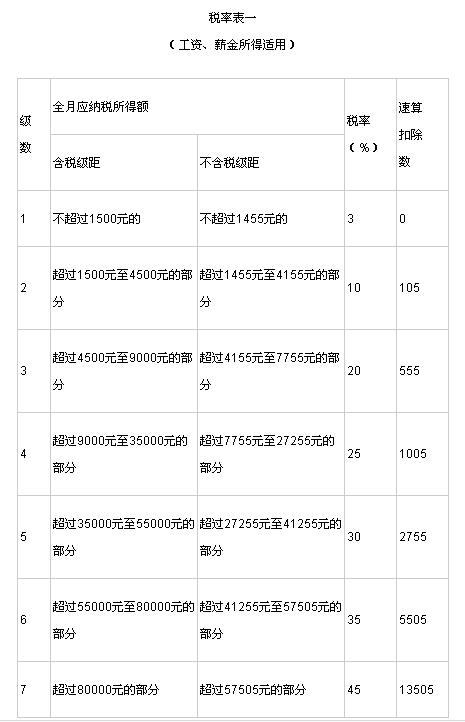 税率表一
（工资、薪金所得适用）
级
数
全月应纳税所得额
税率
（%）
速算
扣除
数
含税级距
不含税级距
1
不超过1500元的
不超过1455元的
3
0
2
超过1500元至4500元的部
分
超过1455元至4155元的部
分
10
105
3
超过4500元至9000元的部
分
超过4155元至7755元的部
分
20
555
4
超过9000元至35000元的
部分
超过7755元至27255元的
部分
25
1005
5
超过35000元至55000元的
部分
超过27255元至41255元的
部分
30
2755
6
超过55000元至80000元的
部分
超过41255元至57505元的
部分
35
5505
7
超过80000元的部分
超过57505元的部分
45
13505